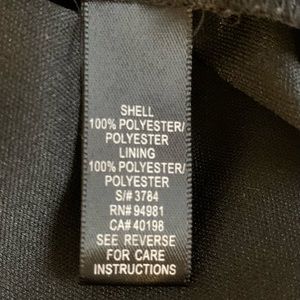 SHELL
100% POLYESTER/
POLYESTER
LINING
100% POLYESTER/
POLYESTER
S/# 3784
RN# 94981
CA# 40198
SEE REVERSE
FOR CARE
INSTRUCTIONS